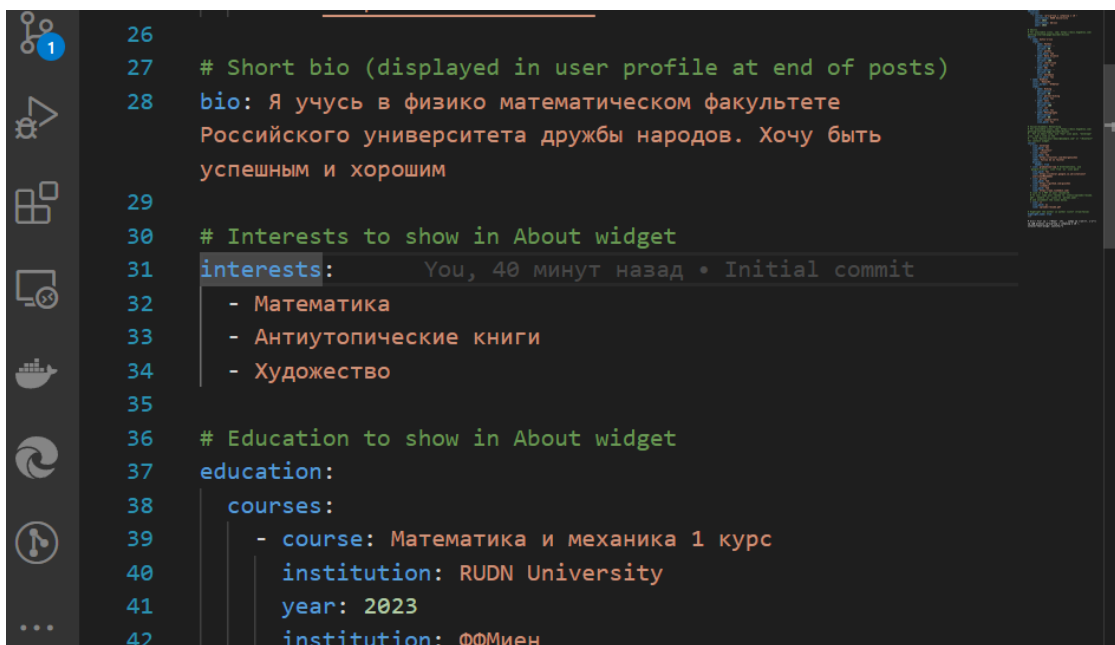 1
26
27 # Short bio (displayed in user profile at end of posts)
28 bio: Я учусь в физико математическом факультете
Российского университета дружбы народов. Хочу быть
успешным и хорошим
29
30 # Interests to show in About widget
31 interests: You, 40 минут назад • Initial commit
32 - Математика
33 - Антиутопические книги
34 - Художество
35
36 # Education to show in About widget
37 education:
38 courses:
39 - course: Математика и механика 1 курс
40 institution: RUDN University
41 year: 2023
42 institution: ФФМиен